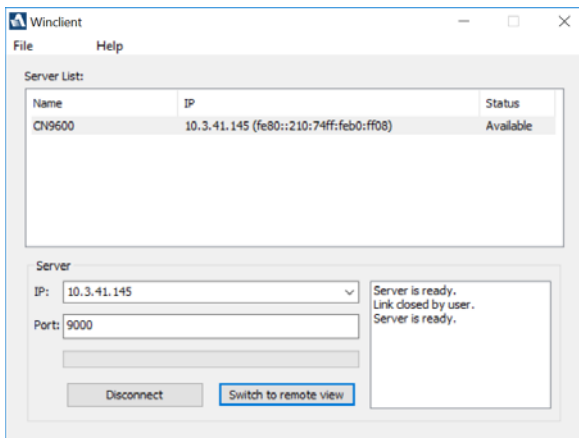 Winclient
File Help
Server List:
Name IP Status
CN9600 10.3.41.145 (fe80::210:74ff:feb0:ff08) Available
Server
IP: 10.3.41.145
Port: 9000
Server is ready.
Link closed by user.
Server is ready.
Disconnect Switch to remote view